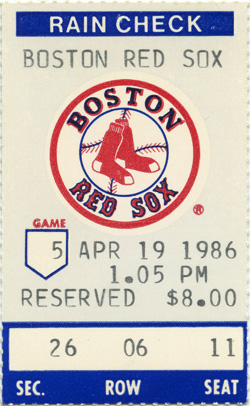 RAIN CHECK
BOSTON RED SOX
BOSTON
RED SOX
®
GAME
5 APR 19 1986
1.05 PM
RESERVED $8.00
26 06 11
SEC. ROW SEAT